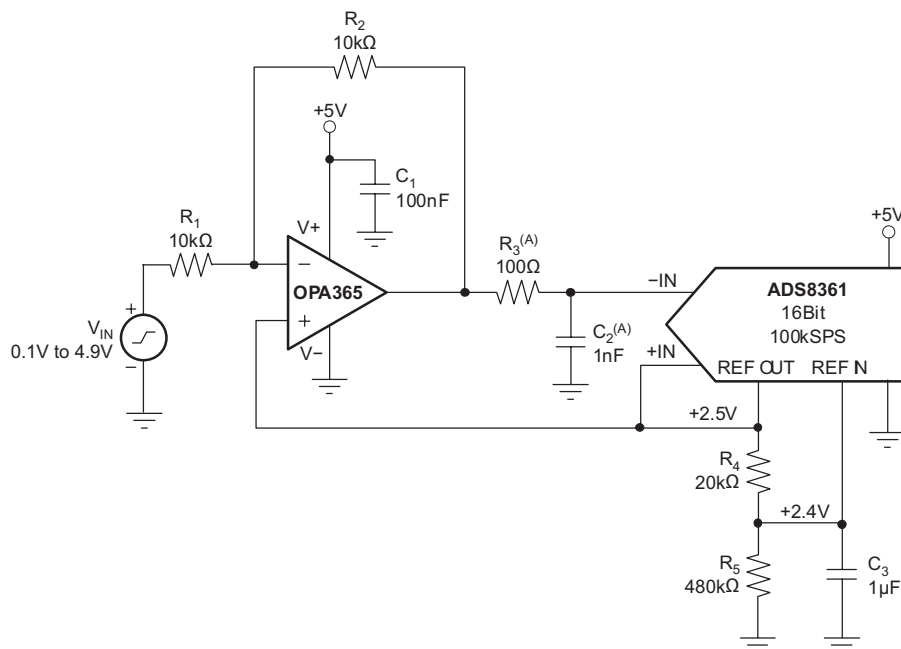 R2
10kΩ
+5V
C1
100nF
R1
10kΩ
V+
−
OPA365
+
V−
+
VIN
0.1V to 4.9V
−
R3(A)
100Ω
C2(A)
1nF
−IN
+IN
+5V
ADS8361
16Bit
100kSPS
REF OUT REF IN
+2.5V
R4
20kΩ
+2.4V
R5
480kΩ
C3
1µF